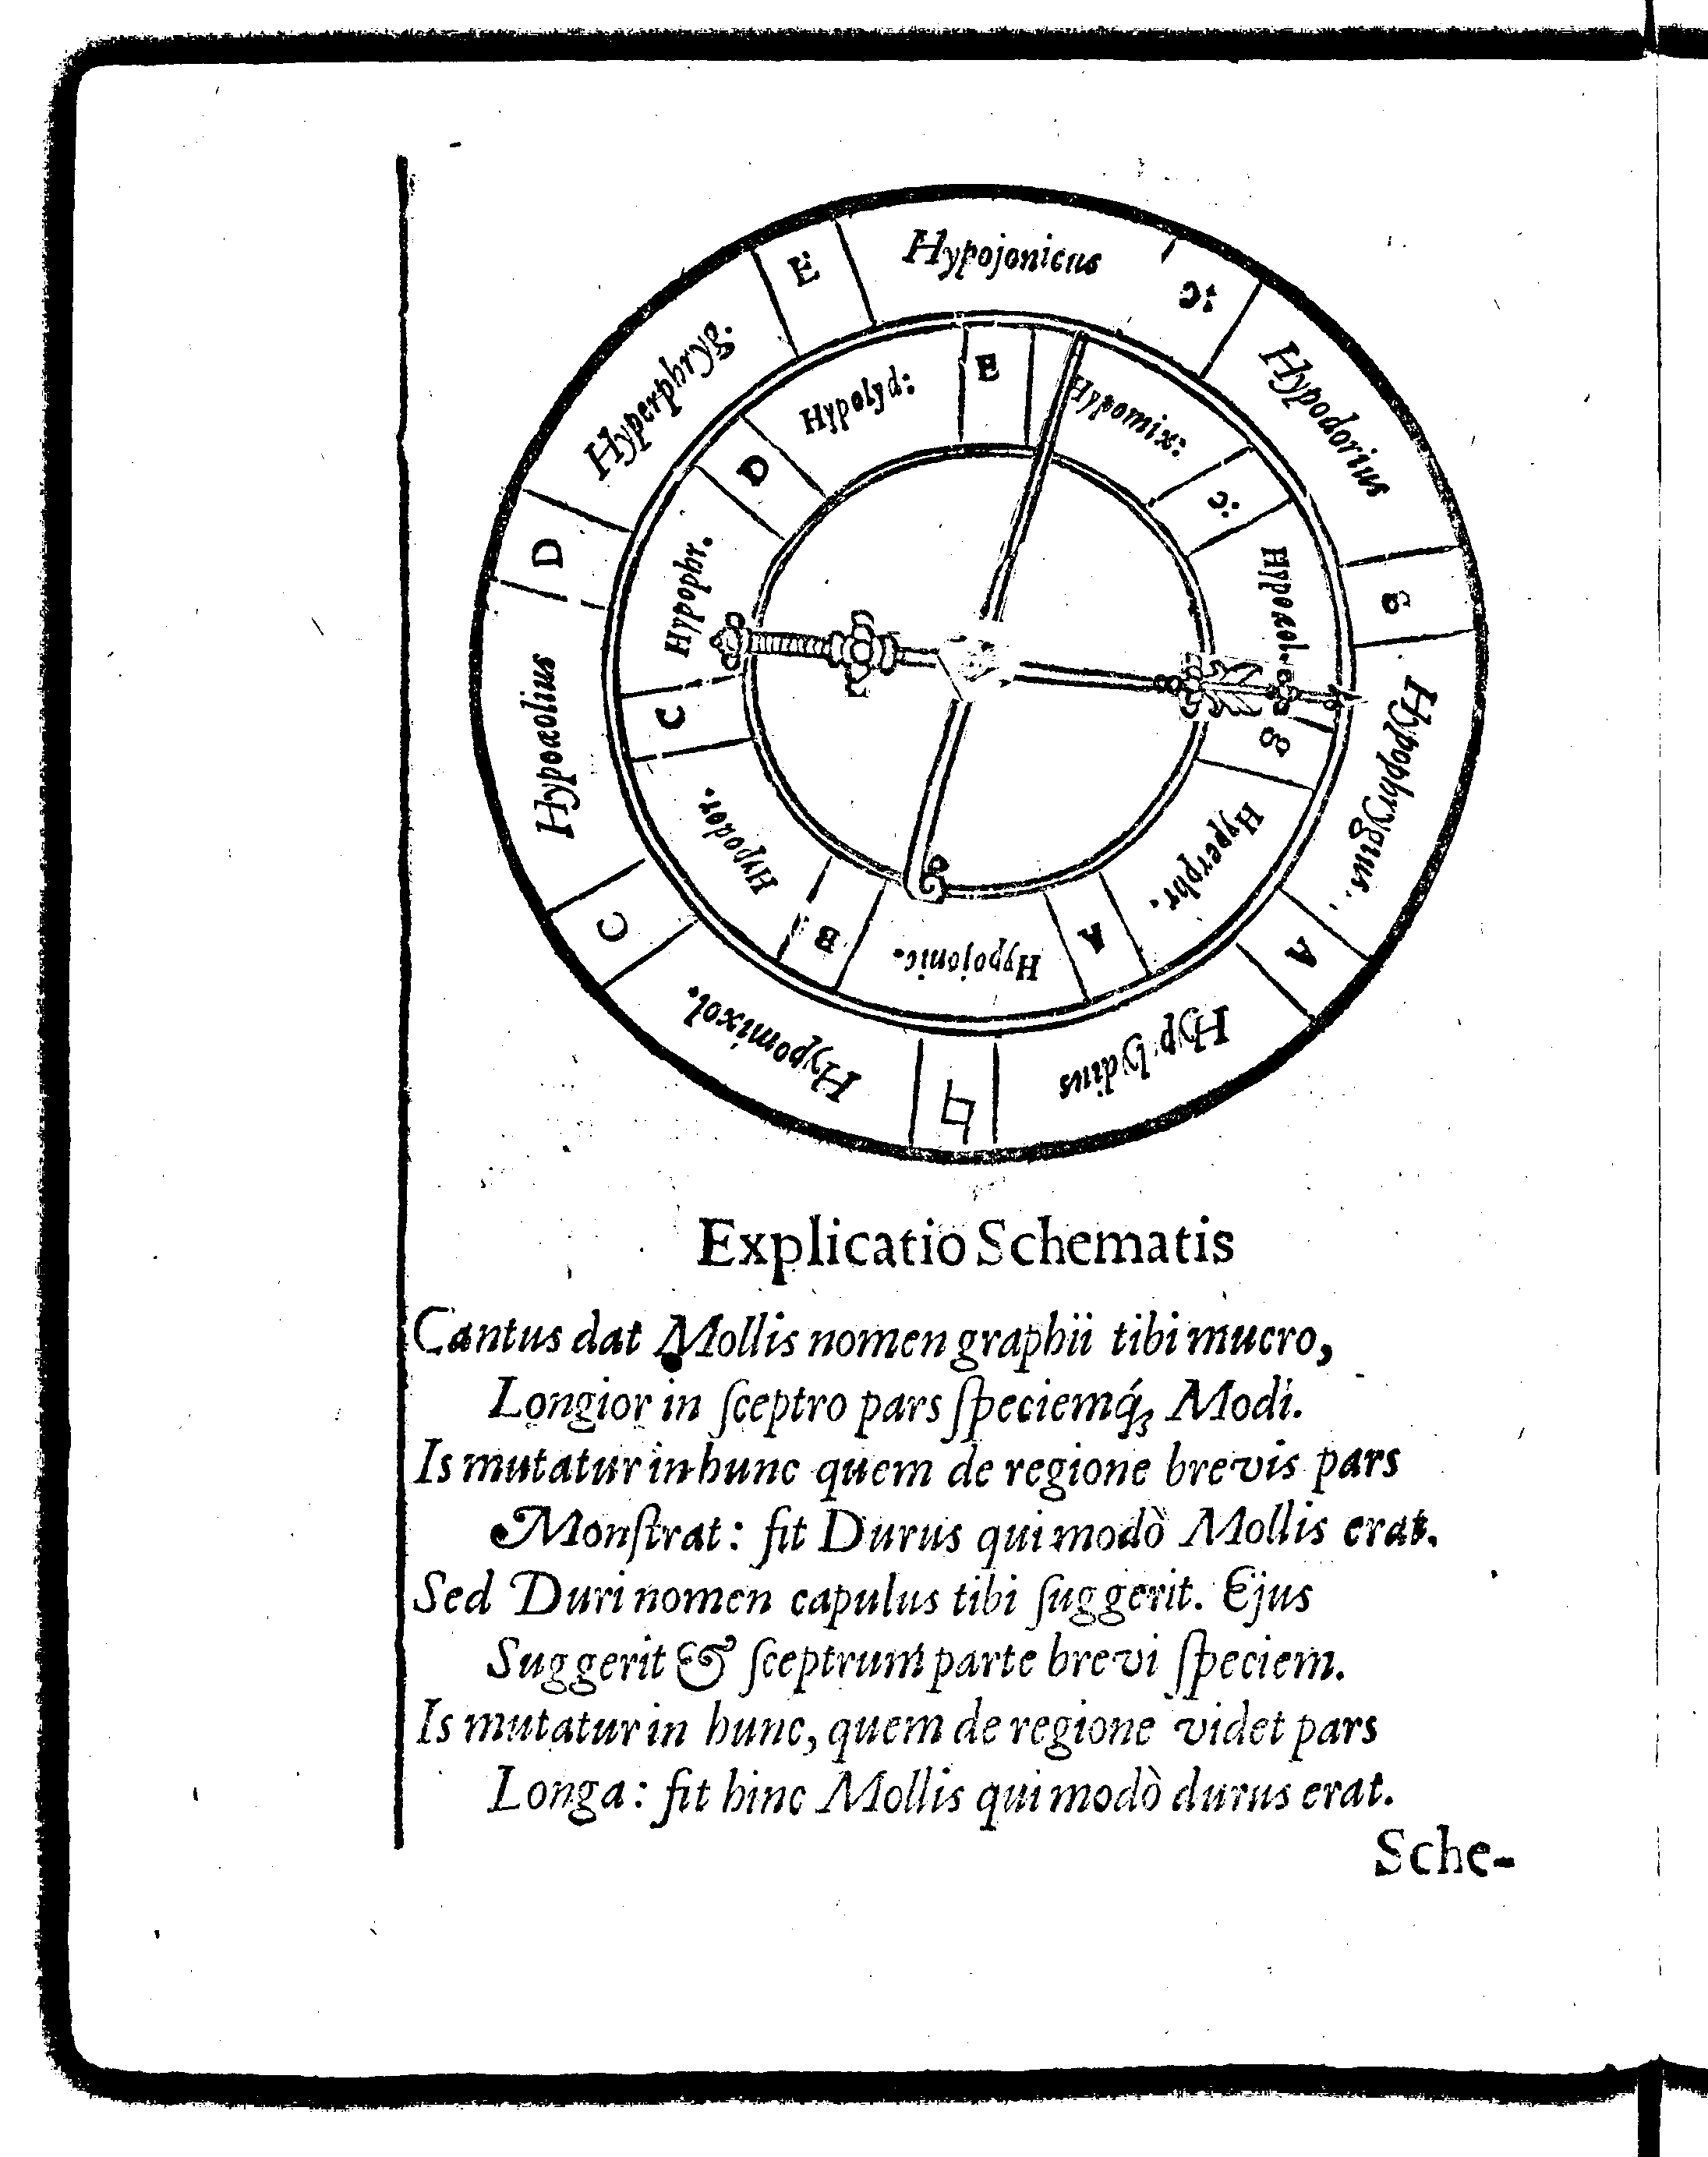 E
Hypojonicus
c:
Hypodorius
g
Hypophrygius.
A
Hyp lydius
♮
Hypomixol.
C
Hypoæolius
D
Hyperphryg.
E
Hypomix:
c:
Hypoæol.
g
Hyperphr.
A
Hypojonic.
B
Hypodor.
C
Hypophr.
D
Hypolyd:
Explicatio Schematis
Cantus dat Mollis nomen graphii tibi mucro,
Longior in ſceptro pars ſpeciemq́ꝫ Modi.
Is mutatur in hunc quem de regione brevis pars
Monſtrat: fit Durus qui modò Mollis erat.
Sed Duri nomen capulus tibi ſuggerit. Ejus
Suggerit & ſceptrum parte brevi ſpeciem.
Is mutatur in hunc, quem de regione videt pars
Longa: fit hinc Mollis qui modò durus erat.
Sche-